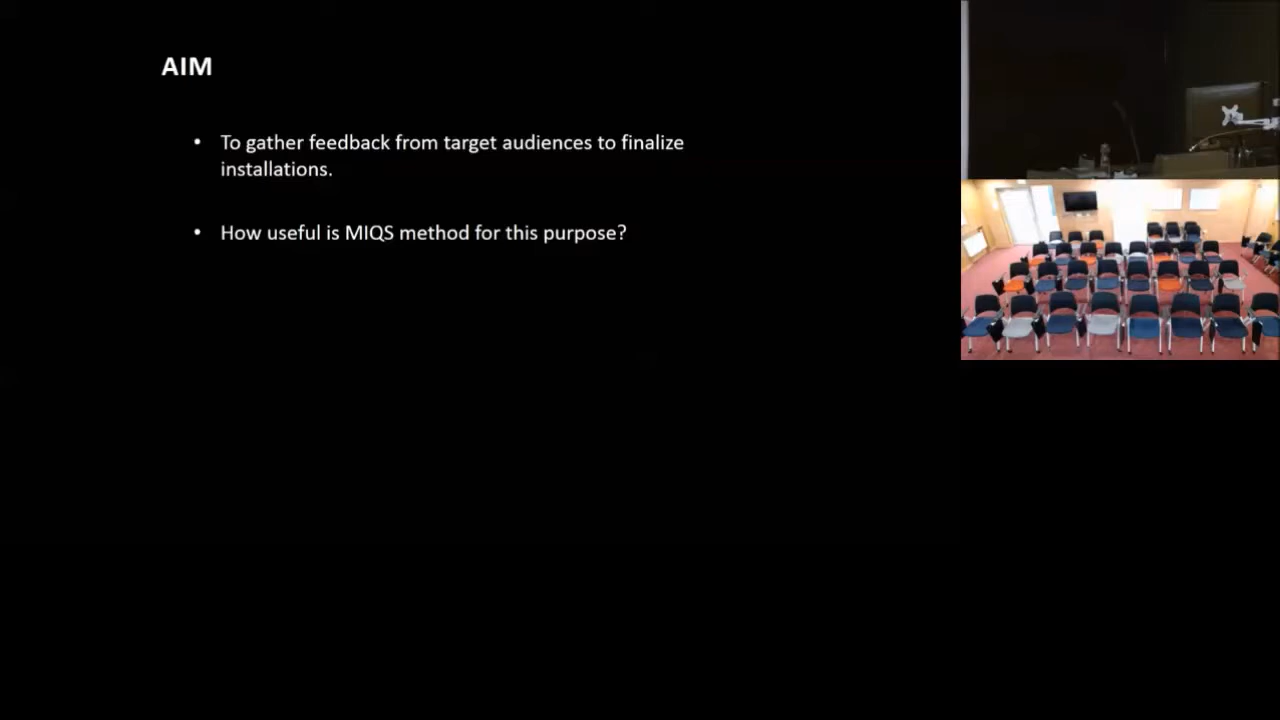 AIM
• To gather feedback from target audiences to finalize
installations.
• How useful is MIQS method for this purpose?